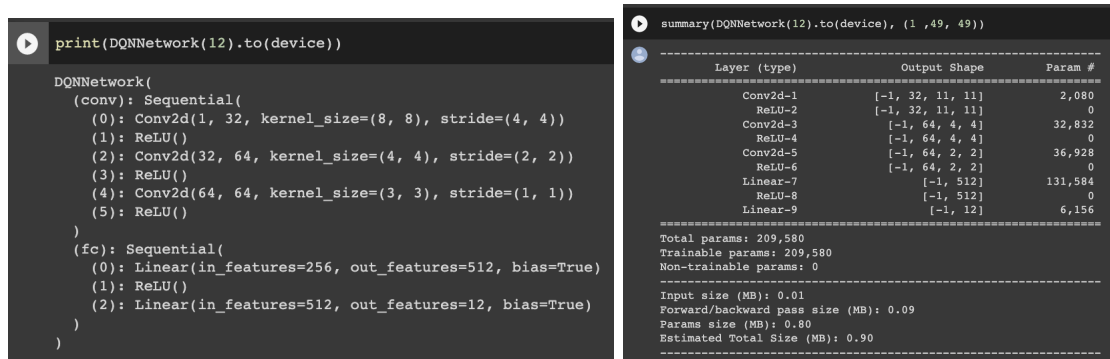 print(DQNNetwork(12).to(device))
DQNNetwork(
(conv): Sequential(
(0): Conv2d(1, 32, kernel_size=(8, 8), stride=(4, 4))
(1): ReLU()
(2): Conv2d(32, 64, kernel_size=(4, 4), stride=(2, 2))
(3): ReLU()
(4): Conv2d(64, 64, kernel_size=(3, 3), stride=(1, 1))
(5): ReLU()
)
(fc): Sequential(
(0): Linear(in_features=256, out_features=512, bias=True)
(1): ReLU()
(2): Linear(in_features=512, out_features=12, bias=True)
)
)
summary(DQNNetwork(12).to(device), (1 ,49, 49))
----------------------------------------------------------------
Layer (type) Output Shape Param #
================================================================
Conv2d-1 [-1, 32, 11, 11] 2,080
ReLU-2 [-1, 32, 11, 11] 0
Conv2d-3 [-1, 64, 4, 4] 32,832
ReLU-4 [-1, 64, 4, 4] 0
Conv2d-5 [-1, 64, 2, 2] 36,928
ReLU-6 [-1, 64, 2, 2] 0
Linear-7 [-1, 512] 131,584
ReLU-8 [-1, 512] 0
Linear-9 [-1, 12] 6,156
================================================================
Total params: 209,580
Trainable params: 209,580
Non-trainable params: 0
----------------------------------------------------------------
Input size (MB): 0.01
Forward/backward pass size (MB): 0.09
Params size (MB): 0.80
Estimated Total Size (MB): 0.90
----------------------------------------------------------------